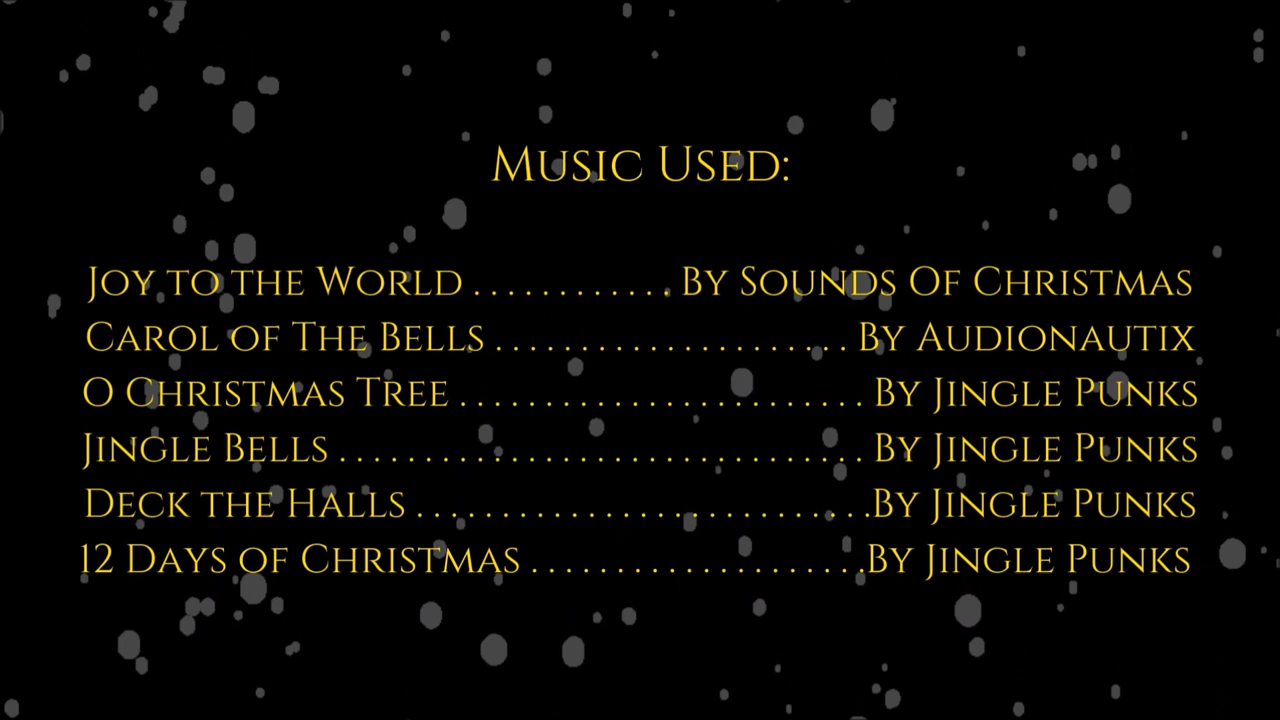 Music Used:
Joy to the World . . . . . . . . . . . . By Sounds Of Christmas
Carol of The Bells . . . . . . . . . . . . . . . . . . . . . By Audionautix
O Christmas Tree . . . . . . . . . . . . . . . . . . . . . . . . By Jingle Punks
Jingle Bells . . . . . . . . . . . . . . . . . . . . . . . . . . . . . . . By Jingle Punks
Deck the Halls . . . . . . . . . . . . . . . . . . . . . . . . . . .By Jingle Punks
12 Days of Christmas . . . . . . . . . . . . . . . . . . . .By Jingle Punks